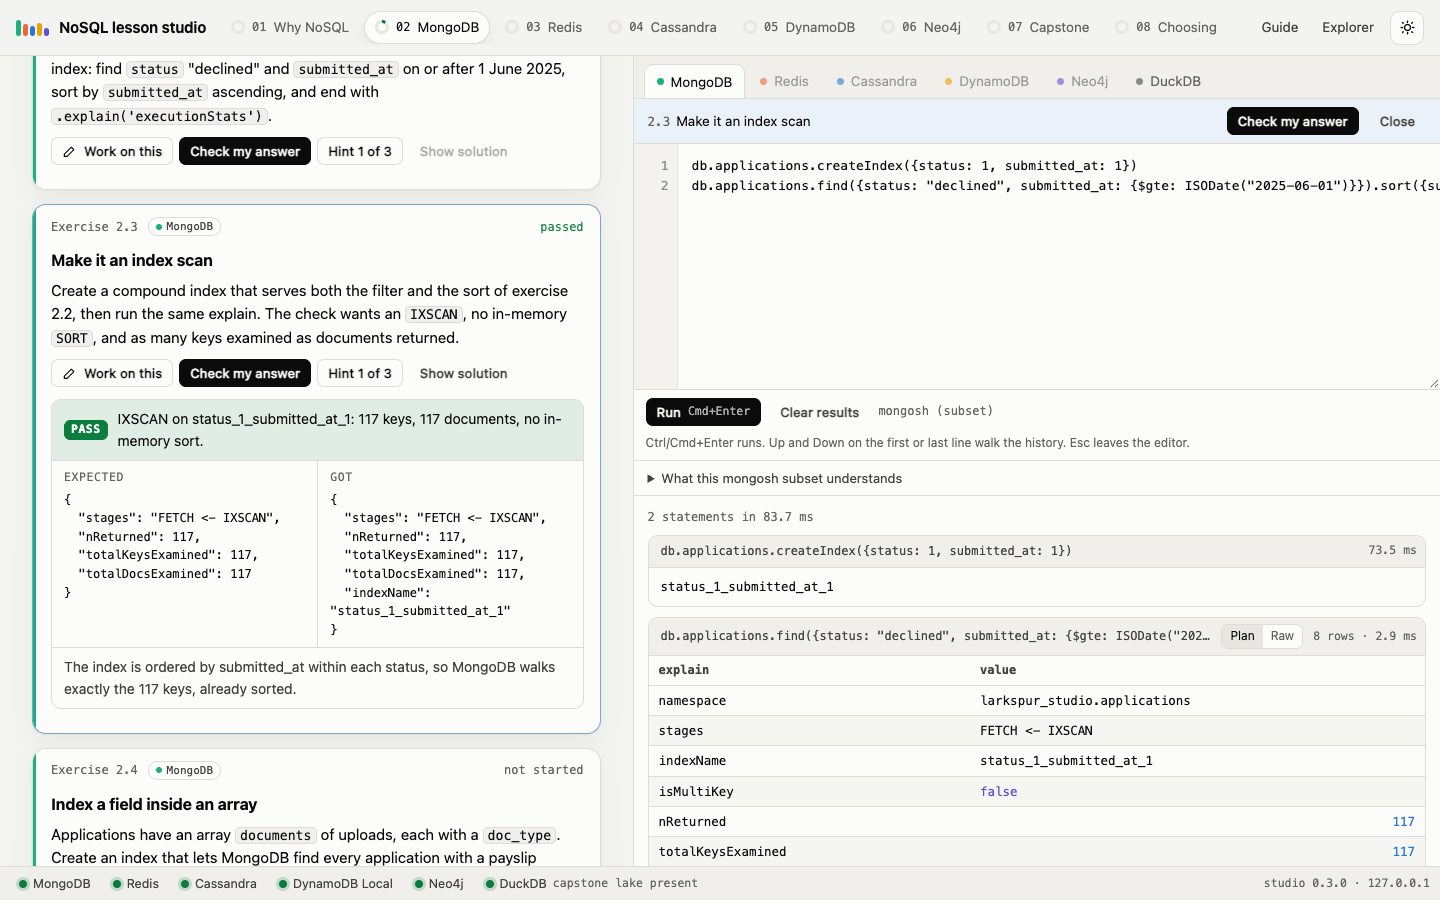 NoSQL lesson studio
01 Why NoSQL
02 MongoDB
03 Redis
04 Cassandra
05 DynamoDB
06 Neo4j
07 Capstone
08 Choosing
Guide
Explorer
index: find status "declined" and submitted_at on or after 1 June 2025,
sort by submitted_at ascending, and end with
.explain('executionStats').
Work on this
Check my answer
Hint 1 of 3
Show solution
Exercise 2.3 MongoDB passed
Make it an index scan
Create a compound index that serves both the filter and the sort of exercise
2.2, then run the same explain. The check wants an IXSCAN, no in-memory
SORT, and as many keys examined as documents returned.
Work on this
Check my answer
Hint 1 of 3
Show solution
PASS
IXSCAN on status_1_submitted_at_1: 117 keys, 117 documents, no in-
memory sort.
EXPECTED
{
"stages": "FETCH <- IXSCAN",
"nReturned": 117,
"totalKeysExamined": 117,
"totalDocsExamined": 117
}
GOT
{
"stages": "FETCH <- IXSCAN",
"nReturned": 117,
"totalKeysExamined": 117,
"totalDocsExamined": 117,
"indexName":
"status_1_submitted_at_1"
}
The index is ordered by submitted_at within each status, so MongoDB walks
exactly the 117 keys, already sorted.
Exercise 2.4 MongoDB not started
Index a field inside an array
Applications have an array documents of uploads, each with a doc_type.
Create an index that lets MongoDB find every application with a payslip
MongoDB
Redis
Cassandra
DynamoDB
Neo4j
DuckDB
2.3 Make it an index scan
Check my answer
Close
1 db.applications.createIndex({status: 1, submitted_at: 1})
2 db.applications.find({status: "declined", submitted_at: {$gte: ISODate("2025-06-01")}}).sort({su
Run Cmd+Enter
Clear results
mongosh (subset)
Ctrl/Cmd+Enter runs. Up and Down on the first or last line walk the history. Esc leaves the editor.
What this mongosh subset understands
2 statements in 83.7 ms
db.applications.createIndex({status: 1, submitted_at: 1}) 73.5 ms
status_1_submitted_at_1
db.applications.find({status: "declined", submitted_at: {$gte: ISODate("202… Plan Raw 8 rows · 2.9 ms
explain value
namespace larkspur_studio.applications
stages FETCH <- IXSCAN
indexName status_1_submitted_at_1
isMultiKey false
nReturned 117
totalKeysExamined 117
MongoDB
Redis
Cassandra
DynamoDB Local
Neo4j
DuckDB capstone lake present
studio 0.3.0 · 127.0.0.1